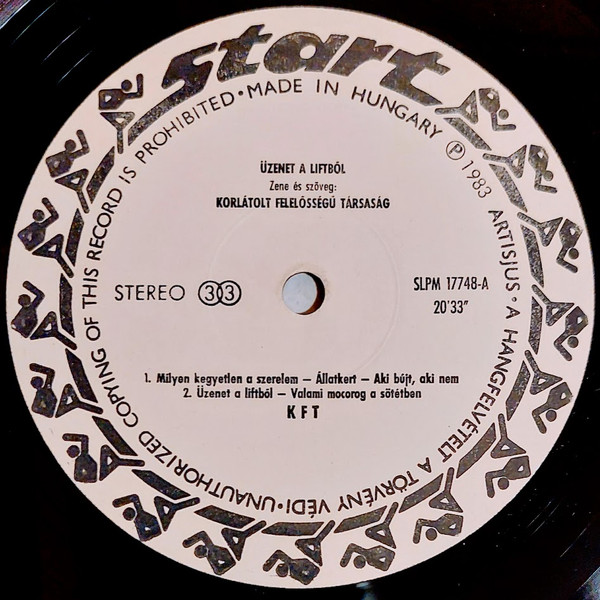 start
UNAUTHORIZED COPYING OF THIS RECORD IS PROHIBITED • MADE IN HUNGARY Ⓟ 1983 ARTISJUS • A HANGFELVÉTELT A TÖRVÉNY VÉDI •
ÜZENET A LIFTBŐL
Zene és szöveg:
KORLÁTOLT FELELŐSSÉGŰ TÁRSASÁG
STEREO 33
SLPM 17748-A
20'33"
1. Milyen kegyetlen a szerelem – Állatkert – Aki bújt, aki nem
2. Üzenet a liftből – Valami mocorog a sötétben
KFT